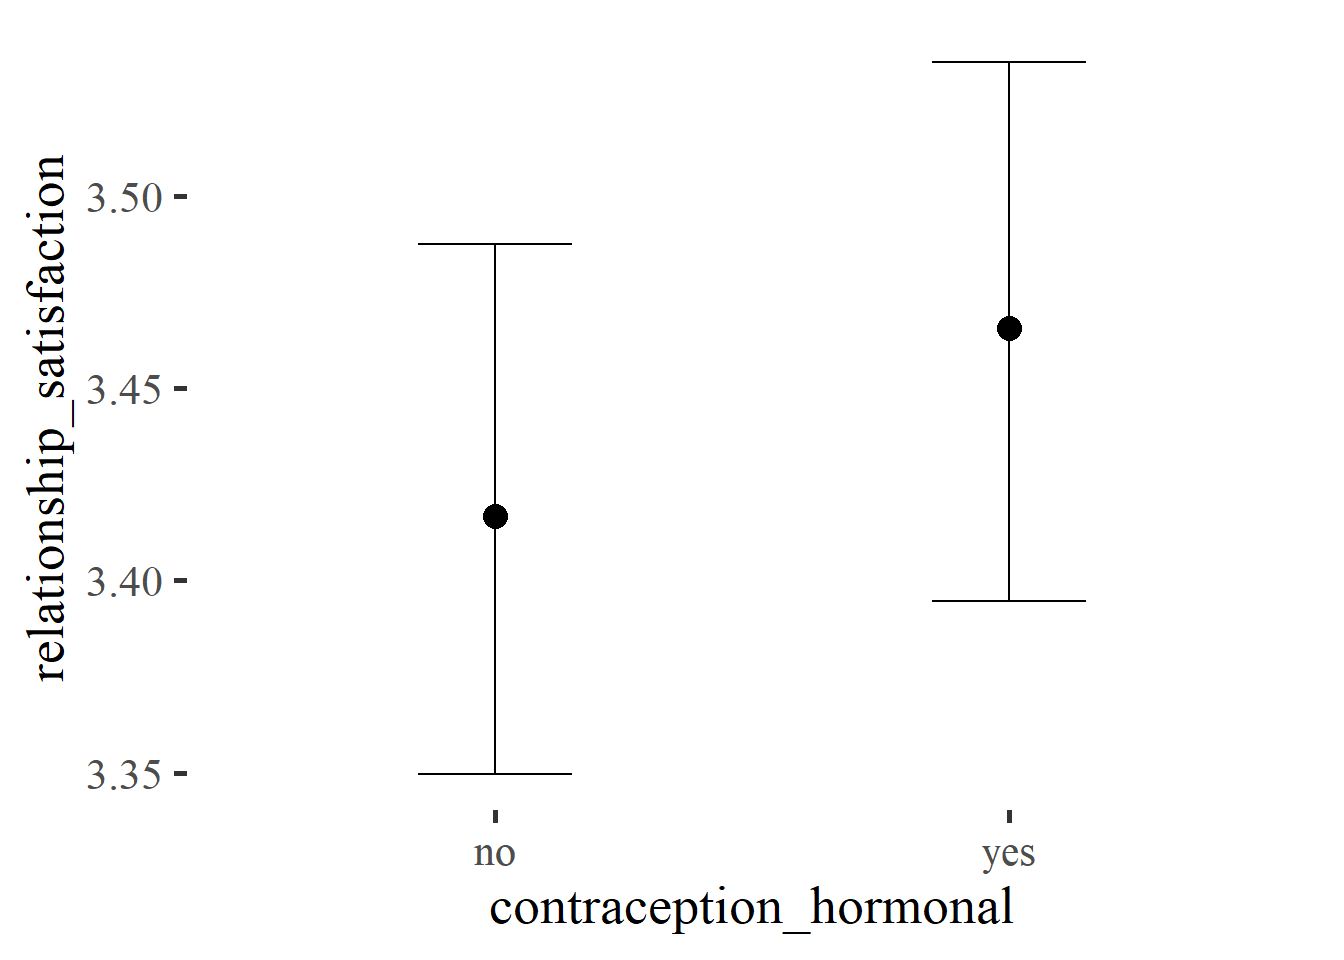 relationship_satisfaction
3.50
3.45
3.40
3.35
no yes
contraception_hormonal